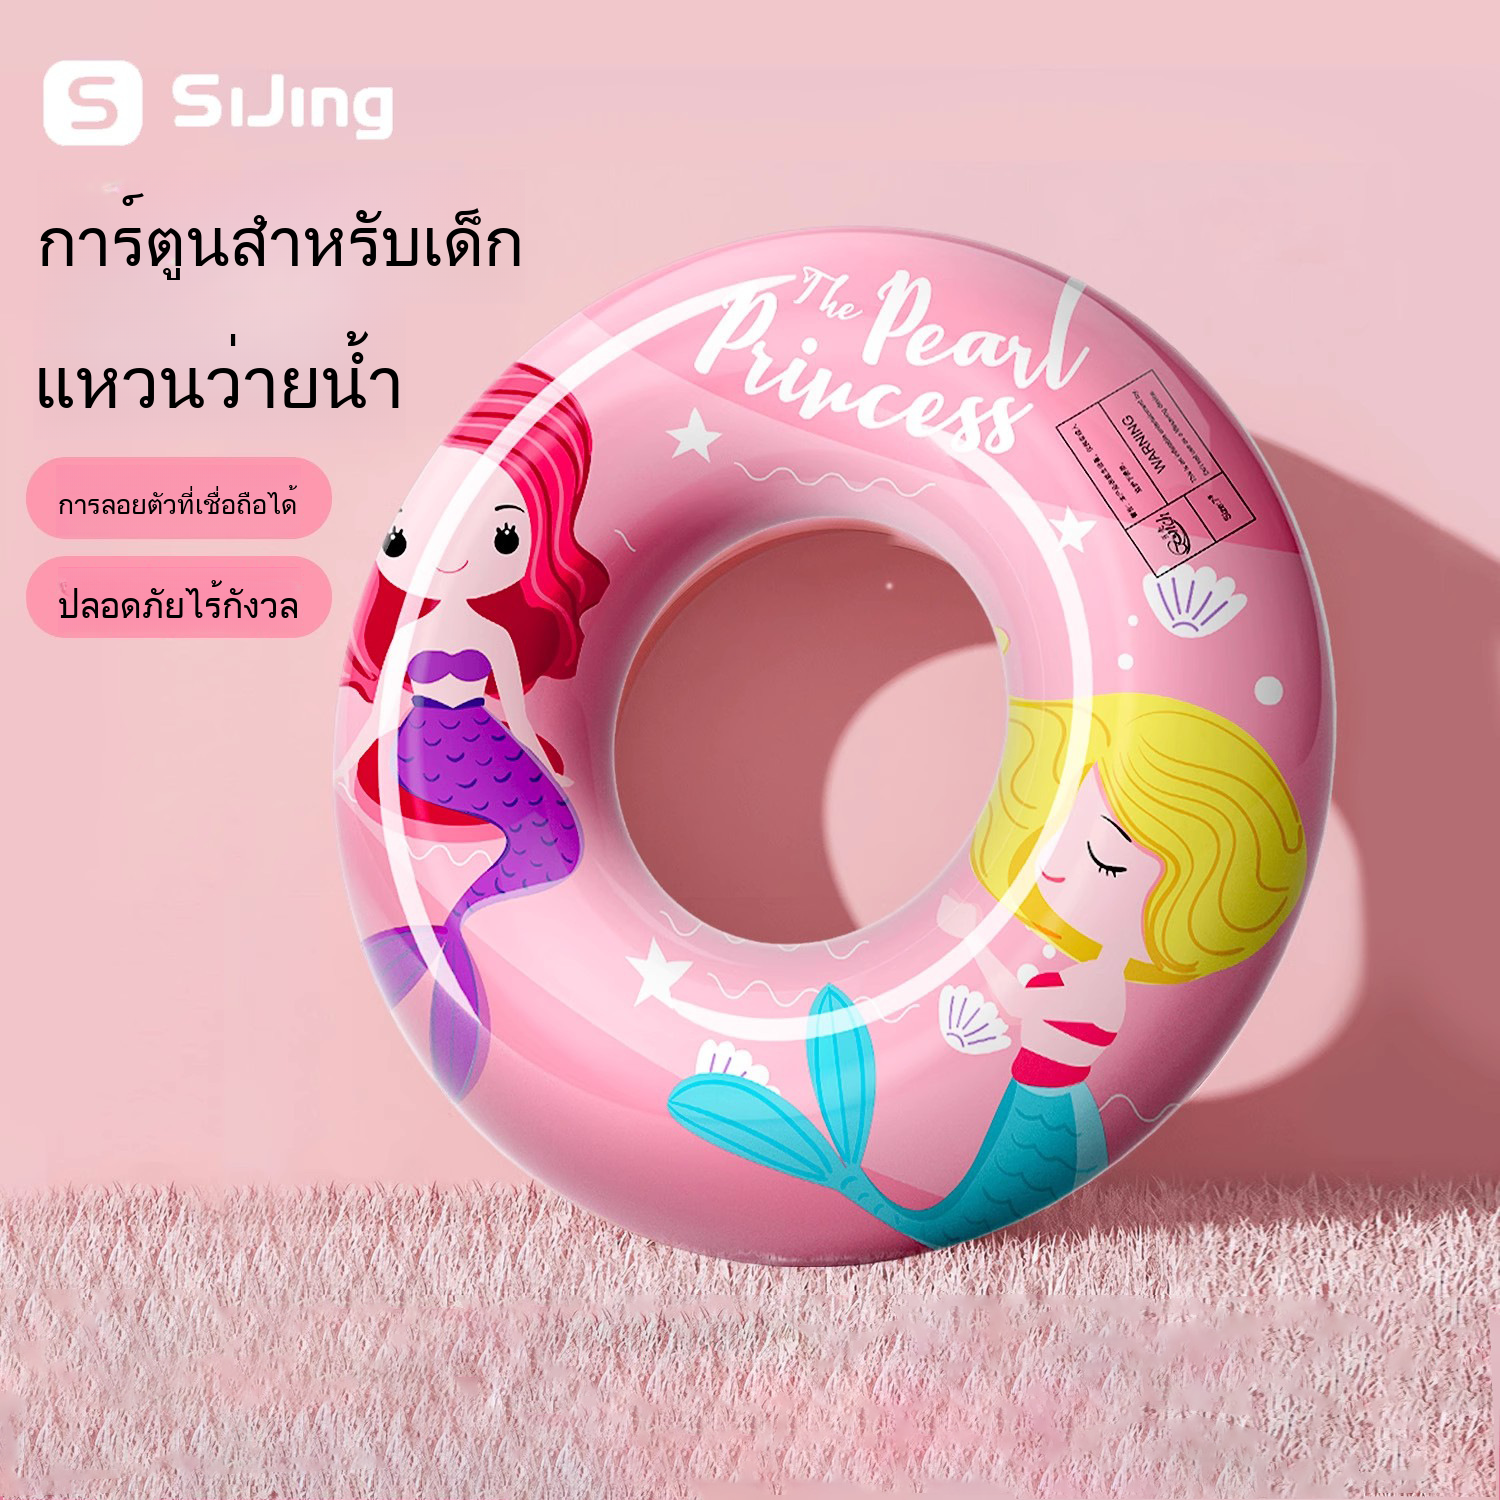 S SiJing
การ์ตูนสำหรับเด็ก
แหวนว่ายน้ำ
การลอยตัวที่เชื่อถือได้
ปลอดภัยไร้กังวล
The Pearl
Princess
WARNING